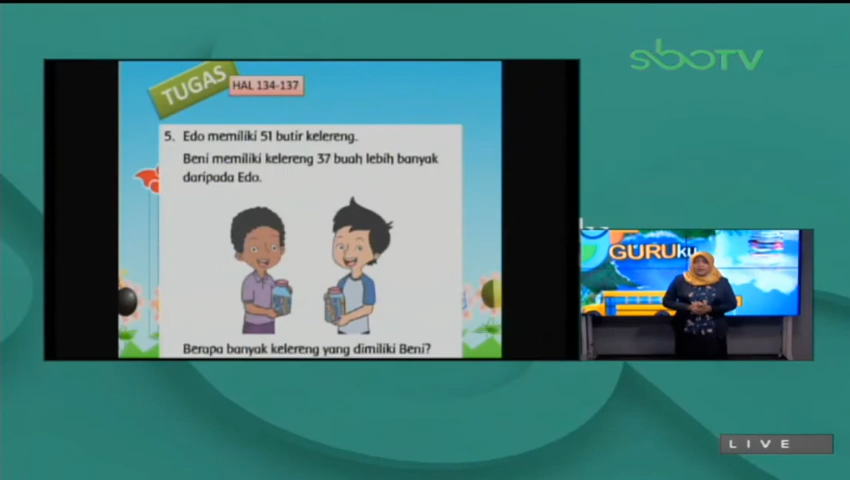 sboTV
TUGAS
HAL 134-137
5. Edo memiliki 51 butir kelereng.
Beni memiliki kelereng 37 buah lebih banyak
daripada Edo.
Berapa banyak kelereng yang dimiliki Beni?
GURUku
LIVE